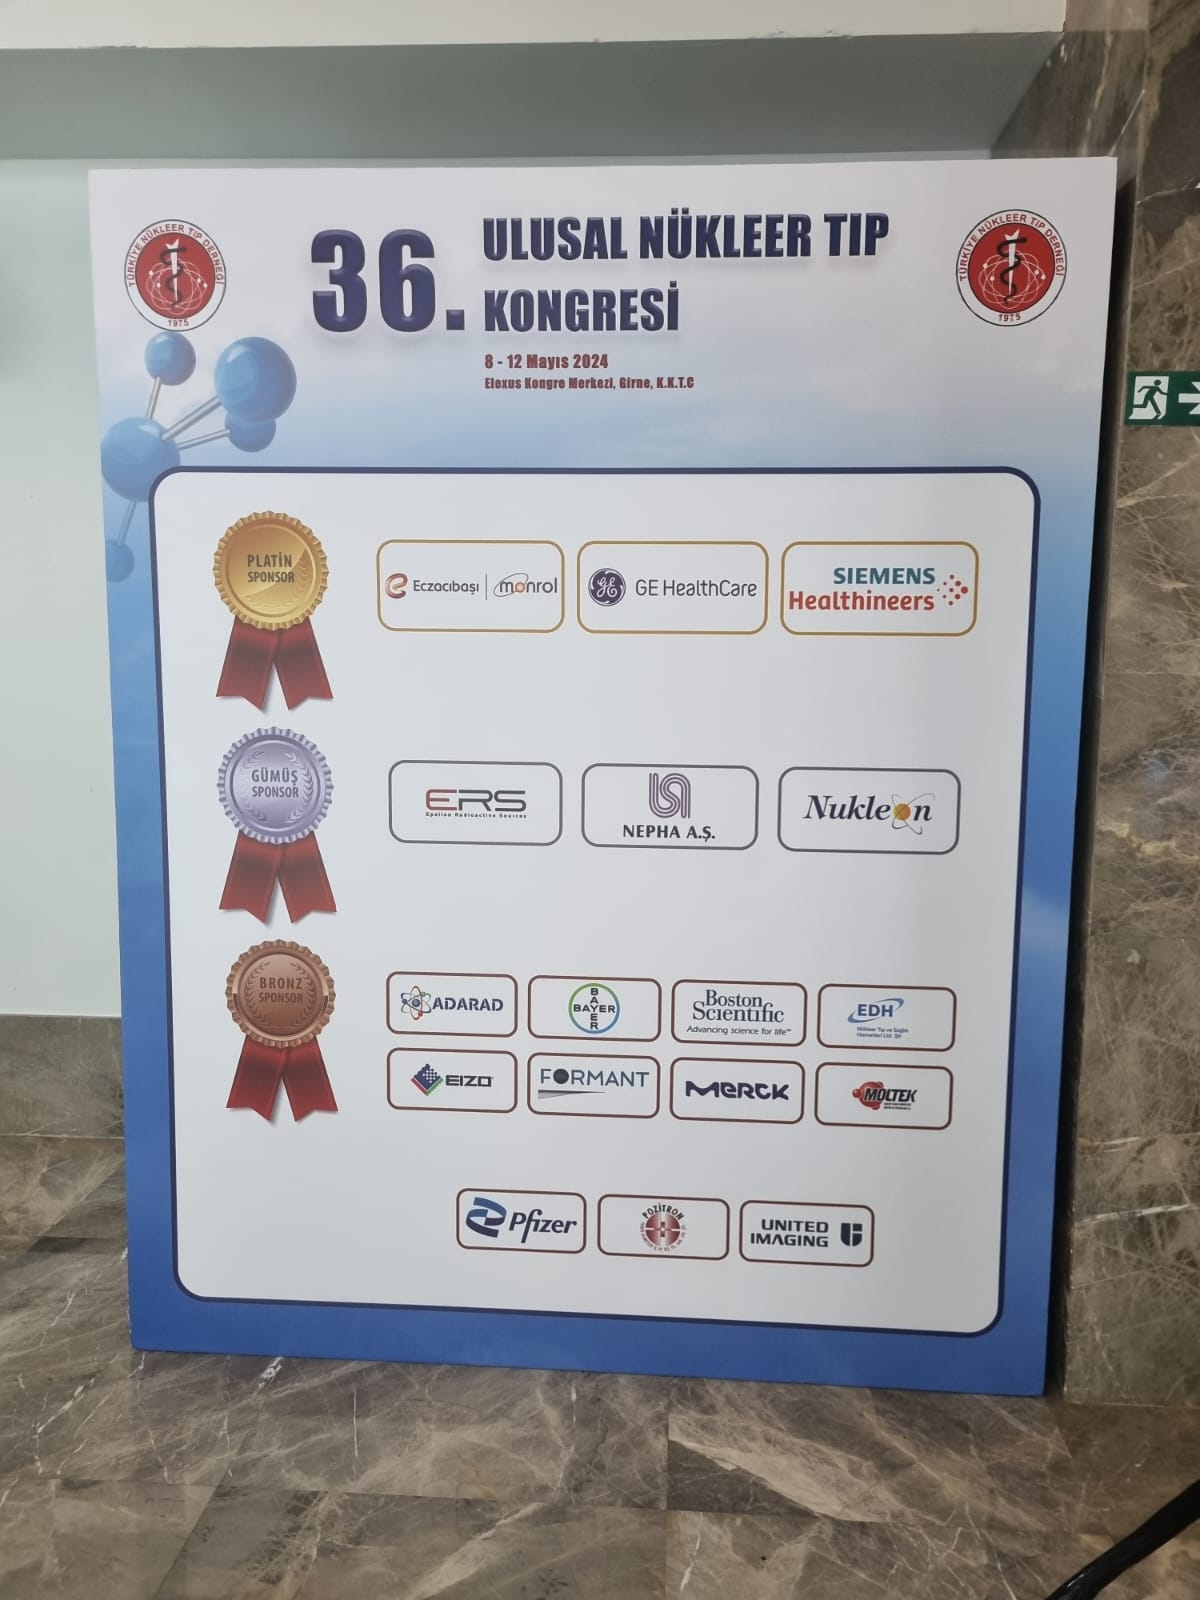 TÜRKİYE NÜKLEER TIP DERNEĞİ
1975
36.
ULUSAL NÜKLEER TIP
KONGRESİ
8 - 12 Mayıs 2024
Elexus Kongre Merkezi, Girne, K.K.T.C
TÜRKİYE NÜKLEER TIP DERNEĞİ
1975
PLATİN
SPONSOR
Eczacıbaşı | monrol
GE HealthCare
SIEMENS
Healthineers
GÜMÜŞ
SPONSOR
ERS
Epsilon Radioactive Sources
NEPHA A.Ş.
Nukleon
BRONZ
SPONSOR
ADARAD
BAYER
BAYER
Boston
Scientific
Advancing science for life™
EDH
Nükleer Tıp ve Sağlık
Hizmetleri Ltd. Şti
EIZO
FORMANT
MERCK
MOLTEK
Pfizer
POZİTRON
UNITED
IMAGING